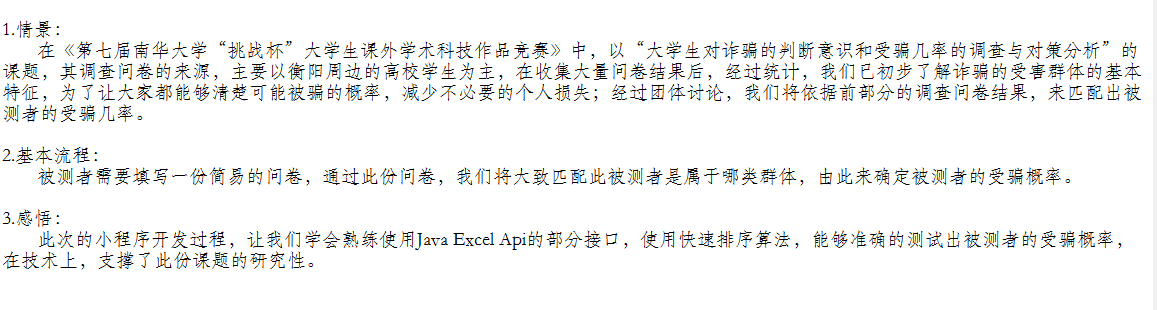 1.情景：
在《第七届南华大学“挑战杯”大学生课外学术科技作品竞赛》中，以“大学生对诈骗的判断意识和受骗几率的调查与对策分析”的
课题，其调查问卷的来源，主要以衡阳周边的高校学生为主，在收集大量问卷结果后，经过统计，我们已初步了解诈骗的受害群体的基本
特征，为了让大家都能够清楚可能被骗的概率，减少不必要的个人损失；经过团体讨论，我们将依据前部分的调查问卷结果，来匹配出被
测者的受骗几率。
2.基本流程：
被测者需要填写一份简易的问卷，通过此份问卷，我们将大致匹配此被测者是属于哪类群体，由此来确定被测者的受骗概率。
3.感悟：
此次的小程序开发过程，让我们学会熟练使用Java Excel Api的部分接口，使用快速排序算法，能够准确的测试出被测者的受骗概率，
在技术上，支撑了此份课题的研究性。